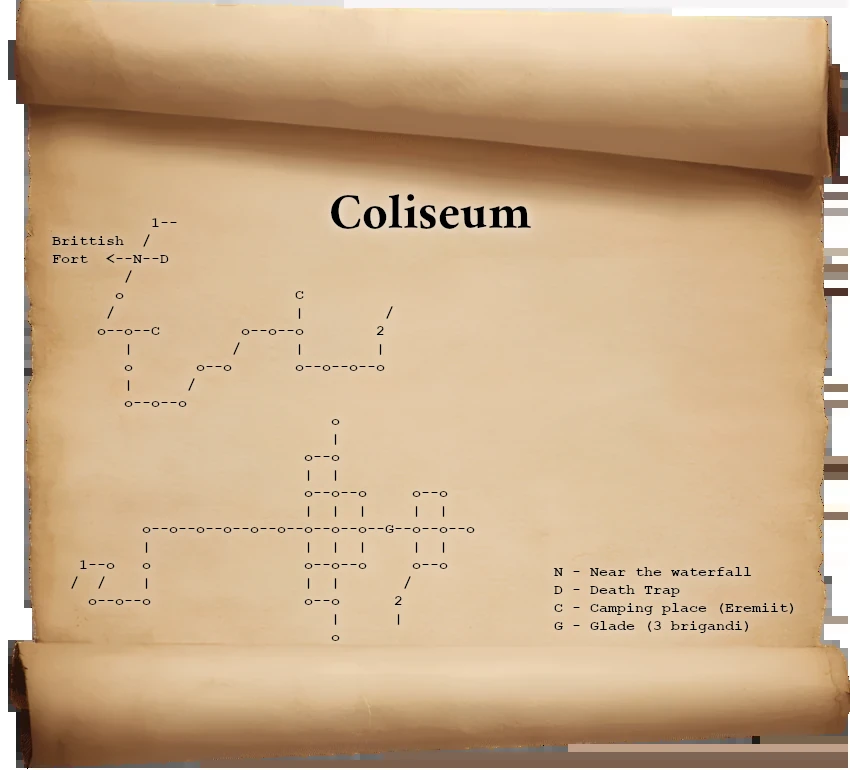 Coliseum
              1--
Brittish  /
Fort  <--N--D
        /
       o                   C
      /                    |         /
     o--o--C         o--o--o        2
        |           /      |        |
        o       o--o       o--o--o--o
        |      /
        o--o--o
                               o
                               |
                            o--o
                            |  |
                            o--o--o     o--o
                            |  |  |     |  |
          o--o--o--o--o--o--o--o--o--G--o--o--o
          |                 |  |  |     |  |
   1--o   o                 o--o--o     o--o
  /  /    |                 |  |       /
    o--o--o                 o--o      2
                               |      |
                               o
N - Near the waterfall
D - Death Trap
C - Camping place (Eremiit)
G - Glade (3 brigandi)